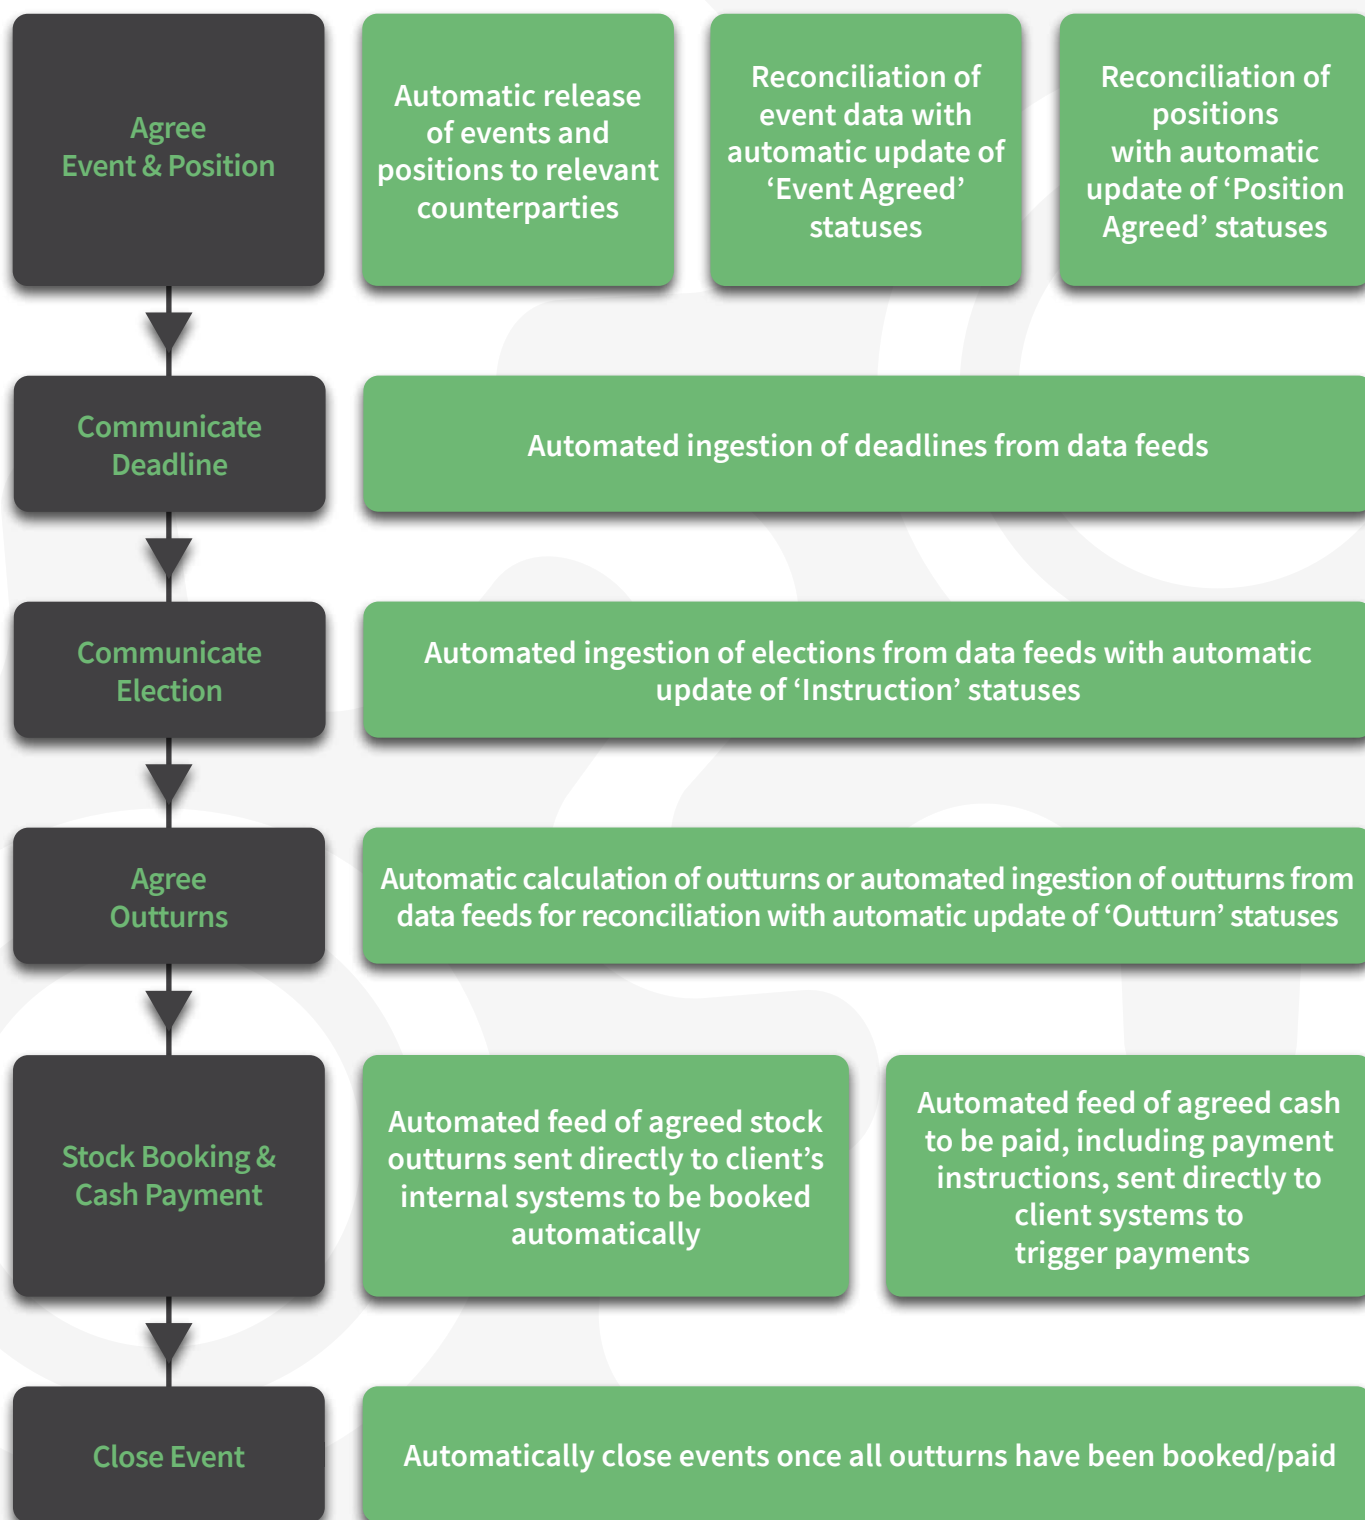 Agree
Event & Position
Automatic release
of events and
positions to relevant
counterparties
Reconciliation of
event data with
automatic update of
‘Event Agreed’
statuses
Reconciliation of
positions
with automatic
update of ‘Position
Agreed’ statuses
Communicate
Deadline
Automated ingestion of deadlines from data feeds
Communicate
Election
Automated ingestion of elections from data feeds with automatic
update of ‘Instruction’ statuses
Agree
Outturns
Automatic calculation of outturns or automated ingestion of outturns from
data feeds for reconciliation with automatic update of ‘Outturn’ statuses
Stock Booking &
Cash Payment
Automated feed of agreed stock
outturns sent directly to client’s
internal systems to be booked
automatically
Automated feed of agreed cash
to be paid, including payment
instructions, sent directly to
client systems to
trigger payments
Close Event
Automatically close events once all outturns have been booked/paid